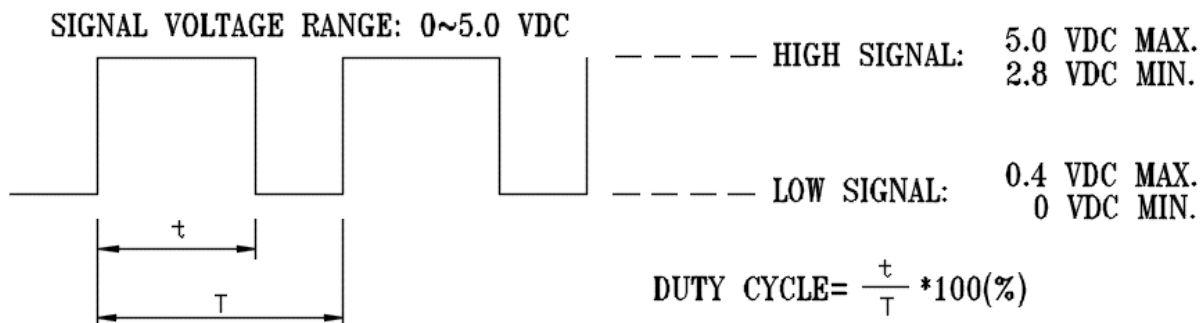 SIGNAL VOLTAGE RANGE: 0~5.0 VDC
HIGH SIGNAL: 5.0 VDC MAX.
2.8 VDC MIN.
LOW SIGNAL: 0.4 VDC MAX.
0 VDC MIN.
t
T
DUTY CYCLE= t/T *100(%)